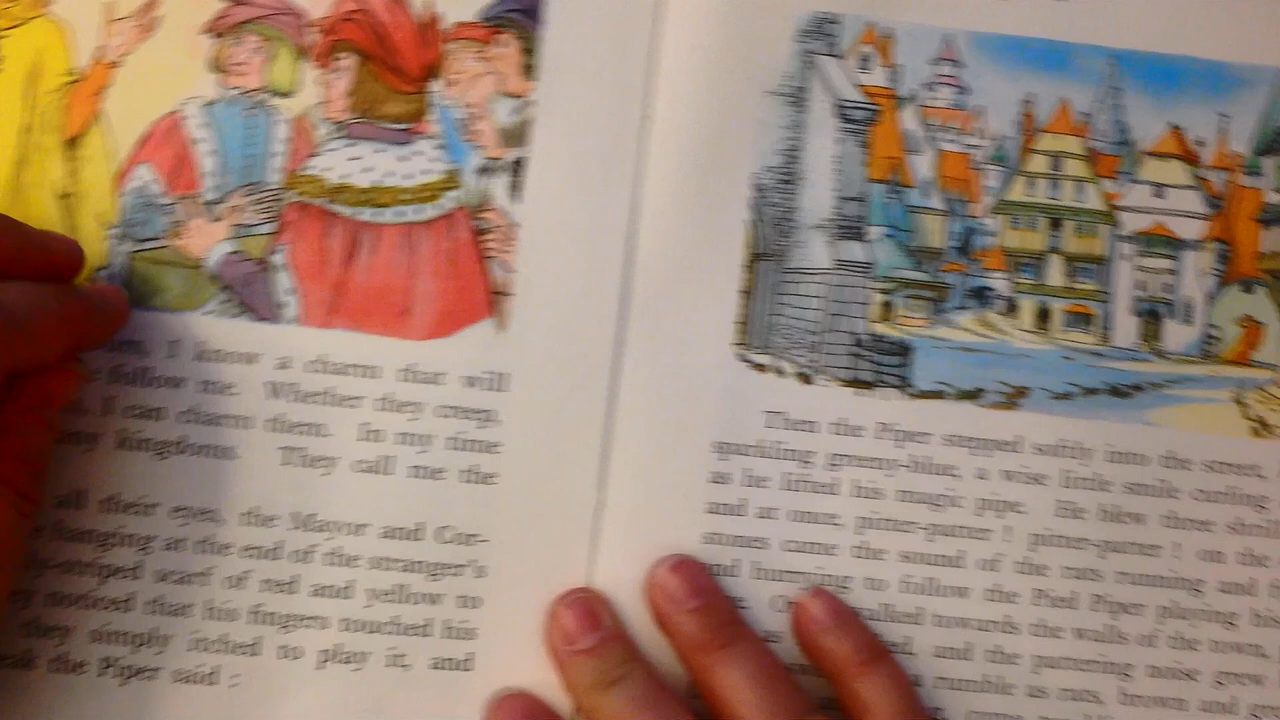 I know a charm that will
follow me. Whether they creep,
I can charm them. In my time
kingdoms. They call me the
all their eyes, the Mayor and Cor-
hanging at the end of the stranger's
striped scarf of red and yellow to
noticed that his fingers touched his
they simply itched to play it, and
the Piper said :
Then the Piper stepped softly into the street,
sparkling greeny-blue, a wise little smile curling
as he lifted his magic pipe. He blew three
and at once, pitter-patter ! pitter-patter ! on the
stones came the sound of the rats running and
and hurrying to follow the Pied Piper playing his
walked towards the walls of the town,
and the pattering noise grew
a rumble as rats, brown and